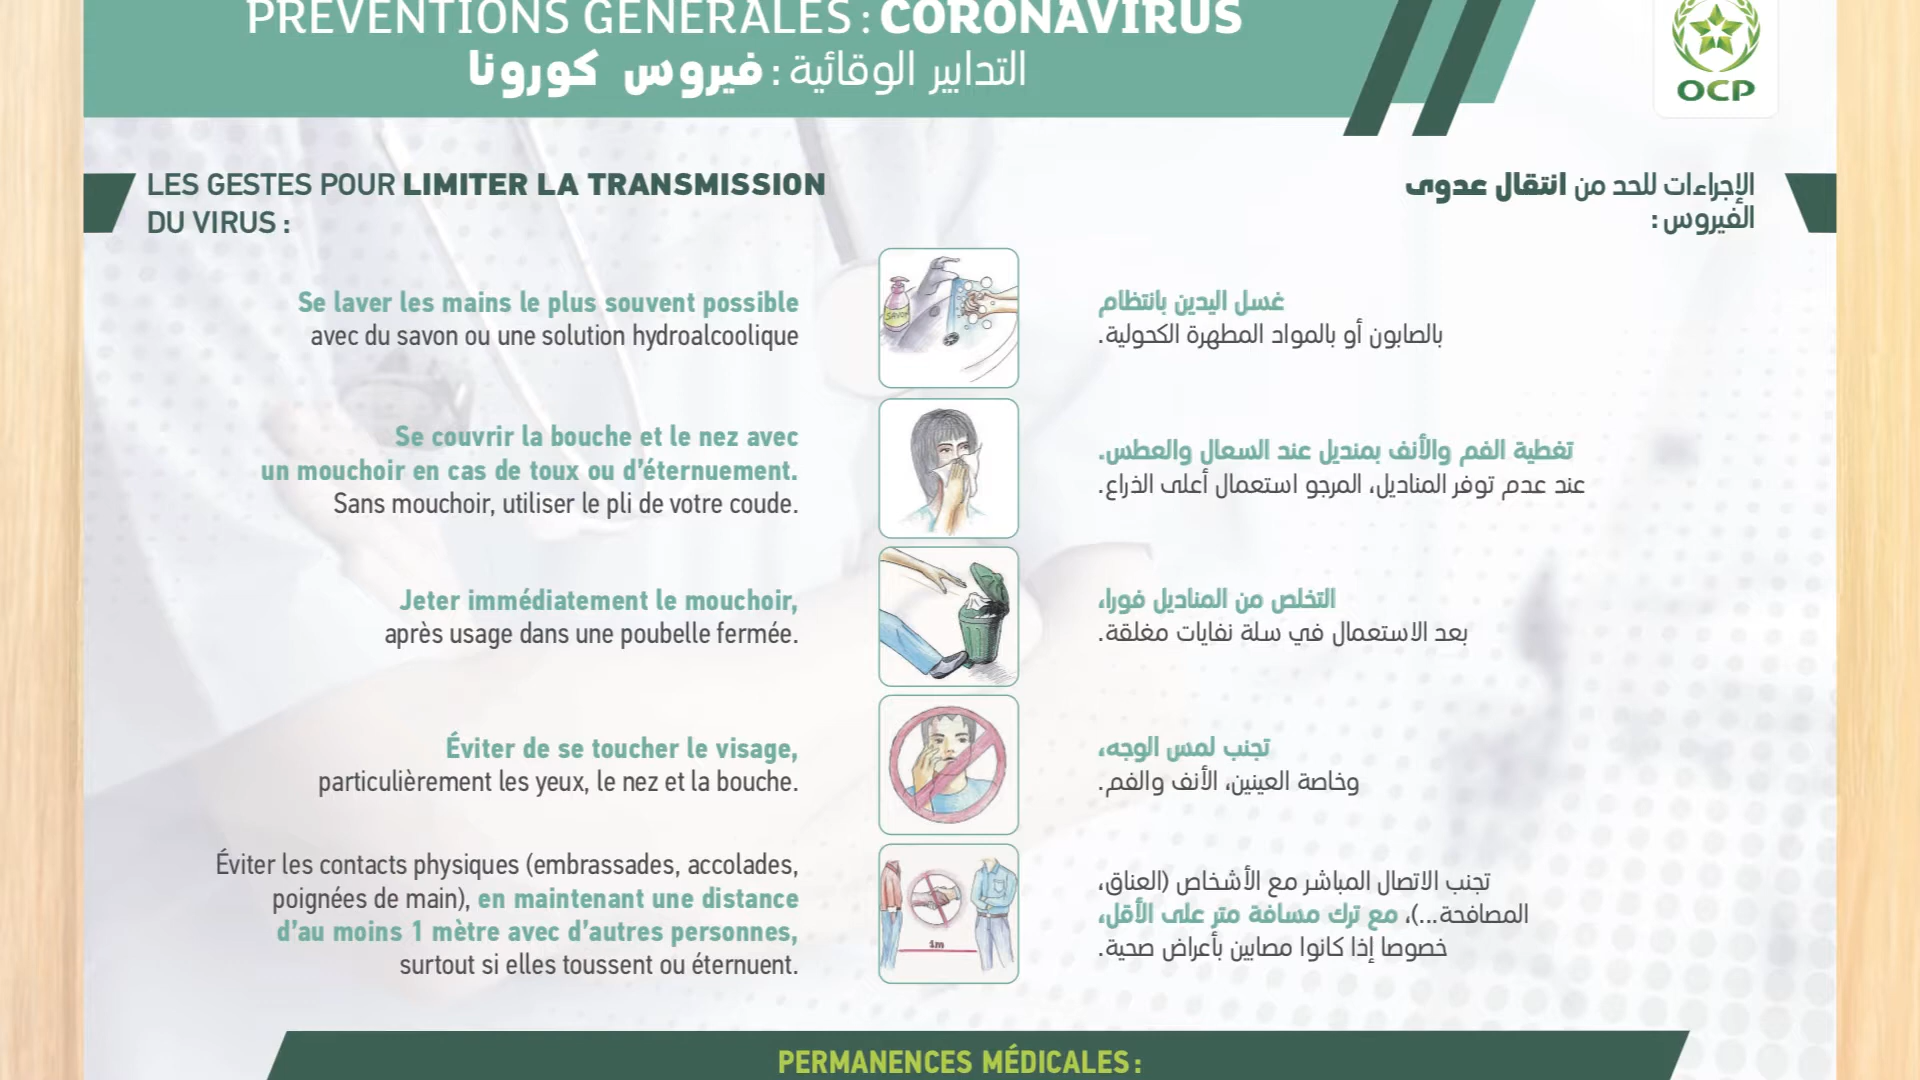 PRÉVENTIONS GÉNÉRALES : CORONAVIRUS
التدابير الوقائية : فيروس كورونا
OCP
LES GESTES POUR LIMITER LA TRANSMISSION
DU VIRUS :
الإجراءات للحد من انتقال عدوى
الفيروس :
Se laver les mains le plus souvent possible
avec du savon ou une solution hydroalcoolique
SAVON
غسل اليدين بانتظام
بالصابون أو بالمواد المطهرة الكحولية.
Se couvrir la bouche et le nez avec
un mouchoir en cas de toux ou d’éternuement.
Sans mouchoir, utiliser le pli de votre coude.
تغطية الفم والأنف بمنديل عند السعال والعطس.
عند عدم توفر المناديل، المرجو استعمال أعلى الذراع.
Jeter immédiatement le mouchoir,
après usage dans une poubelle fermée.
التخلص من المناديل فورا،
بعد الاستعمال في سلة نفايات مغلقة.
Éviter de se toucher le visage,
particulièrement les yeux, le nez et la bouche.
تجنب لمس الوجه،
وخاصة العينين، الأنف والفم.
Éviter les contacts physiques (embrassades, accolades,
poignées de main), en maintenant une distance
d’au moins 1 mètre avec d’autres personnes,
surtout si elles toussent ou éternuent.
1m
تجنب الاتصال المباشر مع الأشخاص (العناق،
المصافحة...)، مع ترك مسافة متر على الأقل،
خصوصا إذا كانوا مصابين بأعراض صحية.
PERMANENCES MÉDICALES :